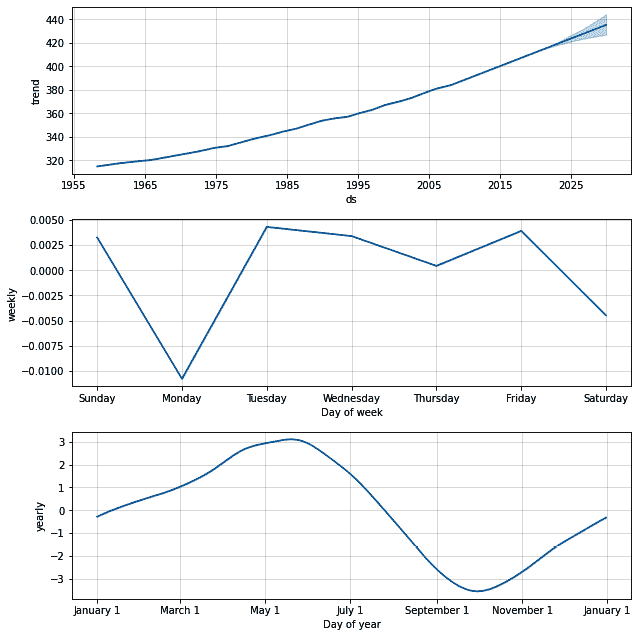 440
420
400
380
360
340
320
trend
1955 1965 1975 1985 1995 2005 2015 2025
ds
0.0050
0.0025
0.0000
−0.0025
−0.0050
−0.0075
−0.0100
weekly
Sunday Monday Tuesday Wednesday Thursday Friday Saturday
Day of week
3
2
1
0
−1
−2
−3
yearly
January 1 March 1 May 1 July 1 September 1 November 1 January 1
Day of year